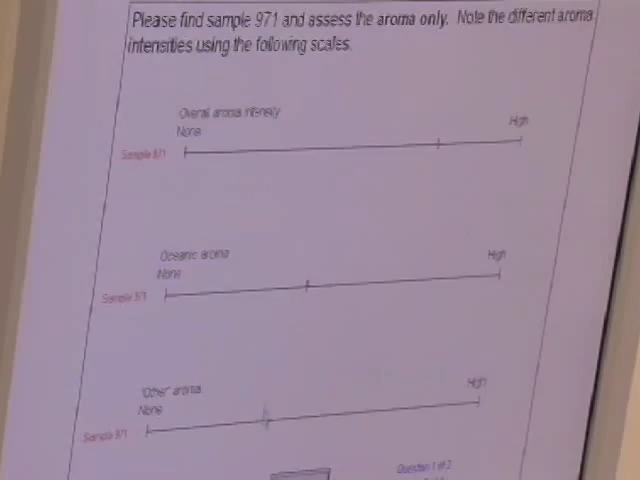 Please find sample 971 and assess the aroma only. Note the different aroma
intensities using the following scales.
Overall aroma intensity
None
High
Sample 971
Oceanic aroma
None
High
Sample 971
"Other" aroma
None
High
Sample 971
Question 1 of 2